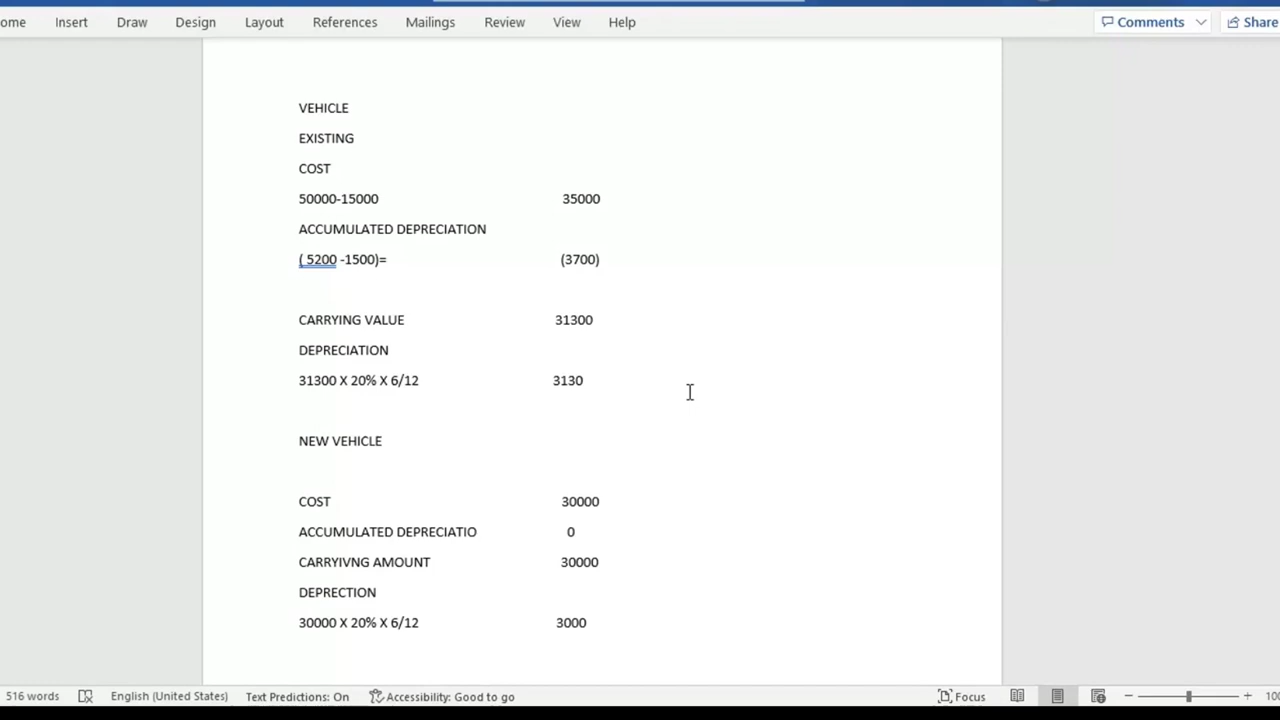 ome Insert Draw Design Layout References Mailings Review View Help Comments Share
VEHICLE
EXISTING
COST
50000-15000 35000
ACCUMULATED DEPRECIATION
( 5200 -1500)= (3700)
CARRYING VALUE 31300
DEPRECIATION
31300 X 20% X 6/12 3130
NEW VEHICLE
COST 30000
ACCUMULATED DEPRECIATIO 0
CARRYIVNG AMOUNT 30000
DEPRECTION
30000 X 20% X 6/12 3000
516 words English (United States) Text Predictions: On Accessibility: Good to go Focus 100